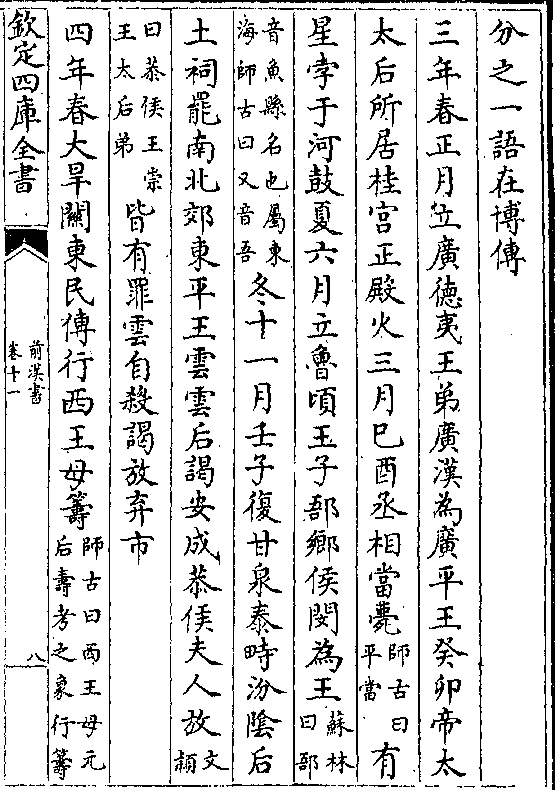 分之一語在博傳
三年春正月立廣德夷王弟廣漢為廣平王癸卯帝太
太后所居桂宮正殿火三月已酉丞相當薨師古曰平當有
星孛于河鼓夏六月立魯頃王子郚鄉侯閔為王蘇林曰郚
音魚縣名也屬東海師古曰又音吾冬十一月壬子復甘泉泰畤汾陰后
土祠罷南北郊東平王雲雲后謁安成恭侯夫人放文頴
曰恭侯王崇王太后弟皆有罪雲自殺謁放弃市
四年春大旱關東民傳行西王母籌師古曰西王母元后壽考之象行籌
欽定四庫全書
前漢書
卷十一
八